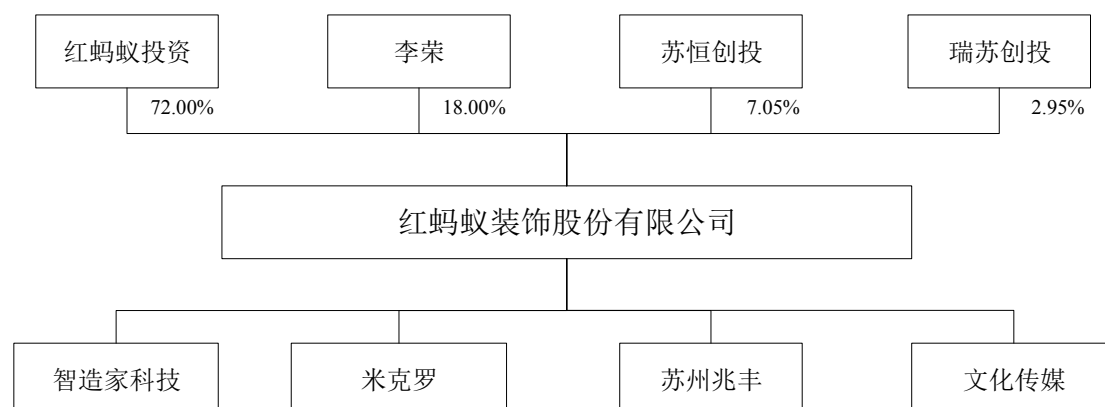 红蚂蚁投资
李荣
苏恒创投
瑞苏创投
72.00%
18.00%
7.05%
2.95%
红蚂蚁装饰股份有限公司
智造家科技
米克罗
苏州兆丰
文化传媒